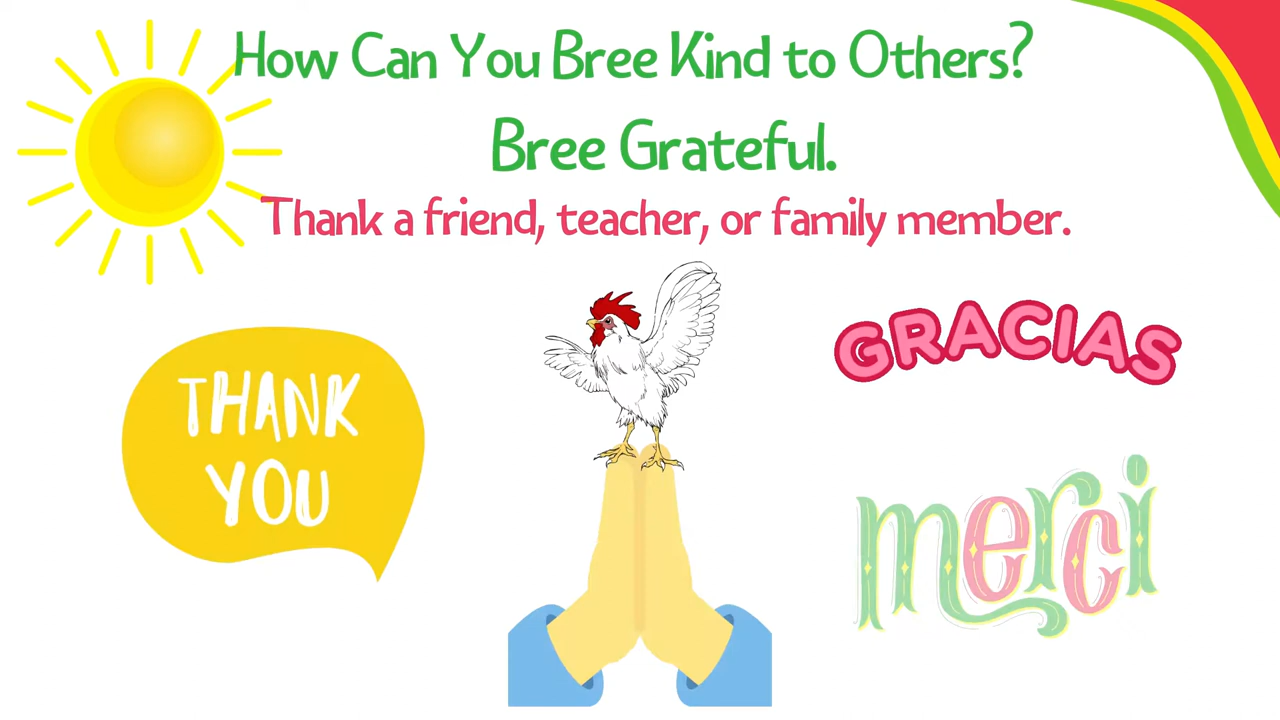 How Can You Bree Kind to Others?
Bree Grateful.
Thank a friend, teacher, or family member.
THANK
YOU
GRACIAS
merci